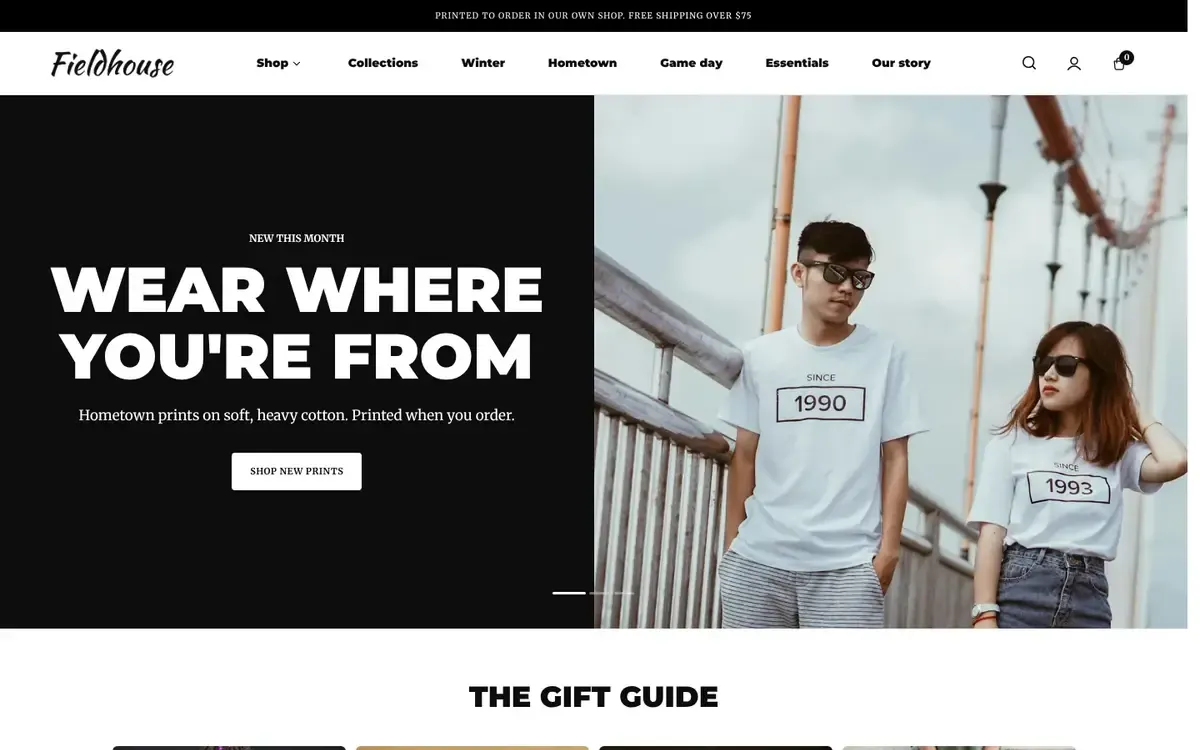 PRINTED TO ORDER IN OUR OWN SHOP. FREE SHIPPING OVER $75
Fieldhouse
Shop
Collections
Winter
Hometown
Game day
Essentials
Our story
0
NEW THIS MONTH
WEAR WHERE
YOU'RE FROM
Hometown prints on soft, heavy cotton. Printed when you order.
SHOP NEW PRINTS
SINCE
1990
SINCE
1993
THE GIFT GUIDE